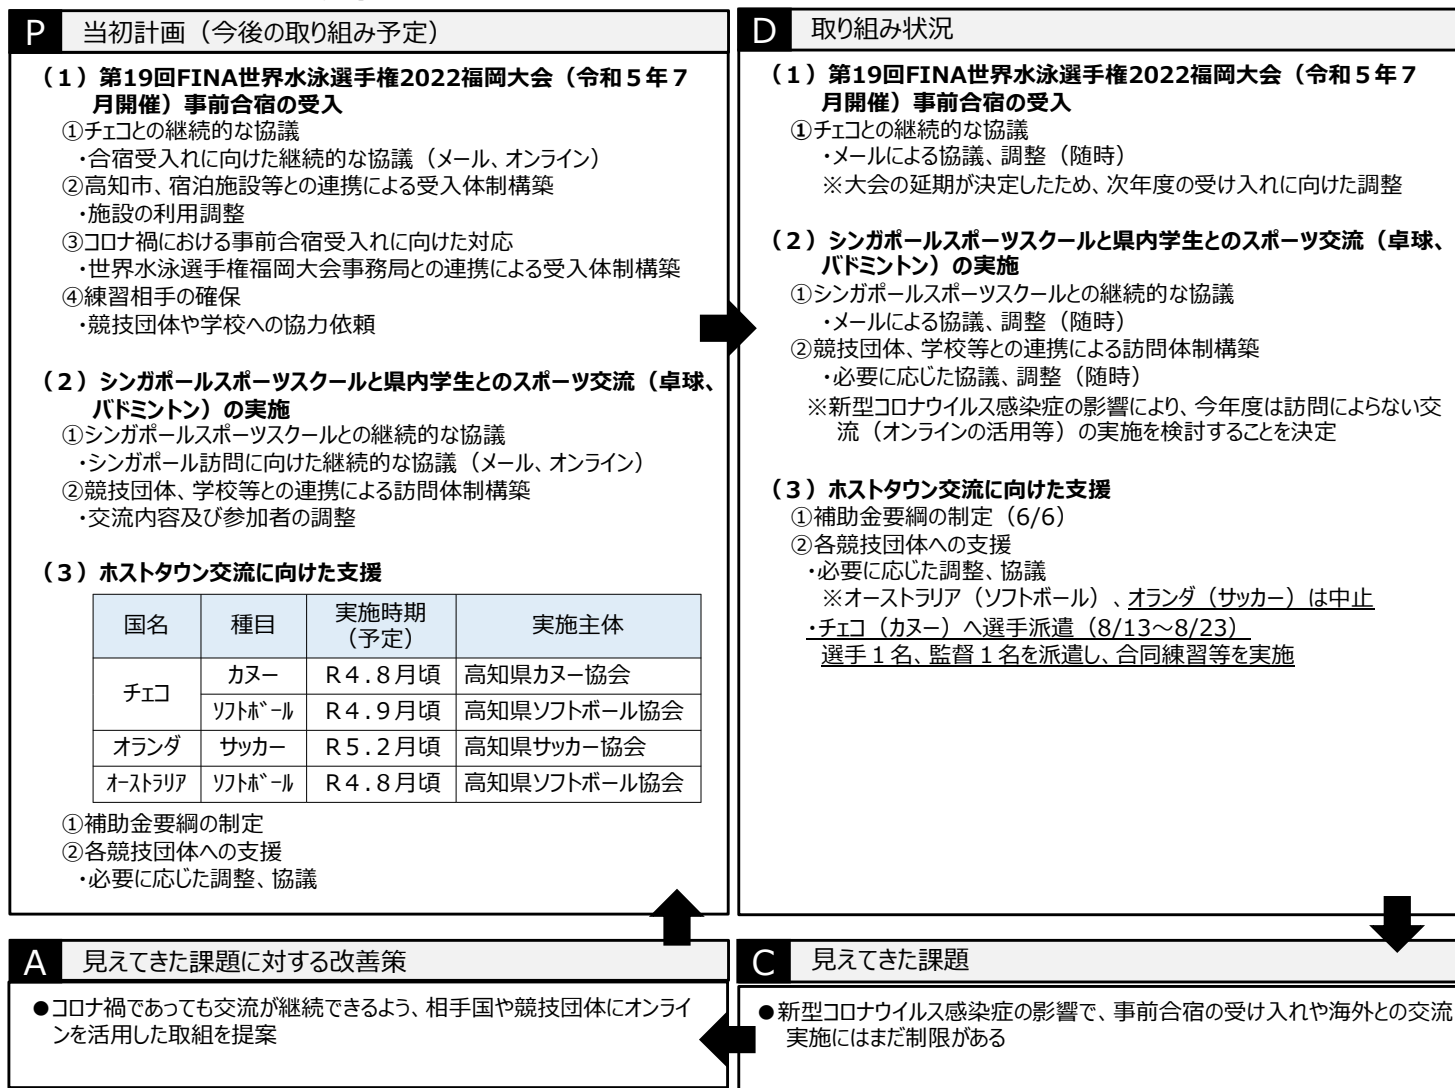 P 当初計画(今後の取り組み予定)
(1)第19回FINA世界水泳選手権2022福岡大会(令和5年7
月開催)事前合宿の受入
①チェコとの継続的な協議
・合宿受入れに向けた継続的な協議(メール、オンライン)
②高知市、宿泊施設等との連携による受入体制構築
・施設の利用調整
③コロナ禍における事前合宿受入れに向けた対応
・世界水泳選手権福岡大会事務局との連携による受入体制構築
④練習相手の確保
・競技団体や学校への協力依頼
(2)シンガポールスポーツスクールと県内学生とのスポーツ交流(卓球、
バドミントン)の実施
①シンガポールスポーツスクールとの継続的な協議
・シンガポール訪問に向けた継続的な協議(メール、オンライン)
②競技団体、学校等との連携による訪問体制構築
・交流内容及び参加者の調整
(3)ホストタウン交流に向けた支援
国名 種目 実施時期 実施主体
(予定)
チェコ カヌー R4.8月頃 高知県カヌー協会
ソフトボール R4.9月頃 高知県ソフトボール協会
オランダ サッカー R5.2月頃 高知県サッカー協会
オーストラリア ソフトボール R4.8月頃 高知県ソフトボール協会
①補助金要綱の制定
②各競技団体への支援
・必要に応じた調整、協議
D 取り組み状況
(1)第19回FINA世界水泳選手権2022福岡大会(令和5年7
月開催)事前合宿の受入
①チェコとの継続的な協議
・メールによる協議、調整(随時)
※大会の延期が決定したため、次年度の受け入れに向けた調整
(2)シンガポールスポーツスクールと県内学生とのスポーツ交流(卓球、
バドミントン)の実施
①シンガポールスポーツスクールとの継続的な協議
・メールによる協議、調整(随時)
②競技団体、学校等との連携による訪問体制構築
・必要に応じた協議、調整(随時)
※新型コロナウイルス感染症の影響により、今年度は訪問によらない交
流(オンラインの活用等)の実施を検討することを決定
(3)ホストタウン交流に向けた支援
①補助金要綱の制定(6/6)
②各競技団体への支援
・必要に応じた調整、協議
※オーストラリア(ソフトボール)、オランダ(サッカー)は中止
・チェコ(カヌー)へ選手派遣(8/13~8/23)
選手1名、監督1名を派遣し、合同練習等を実施
A 見えてきた課題に対する改善策
●コロナ禍であっても交流が継続できるよう、相手国や競技団体にオンライ
ンを活用した取組を提案
C 見えてきた課題
●新型コロナウイルス感染症の影響で、事前合宿の受け入れや海外との交流
実施にはまだ制限がある